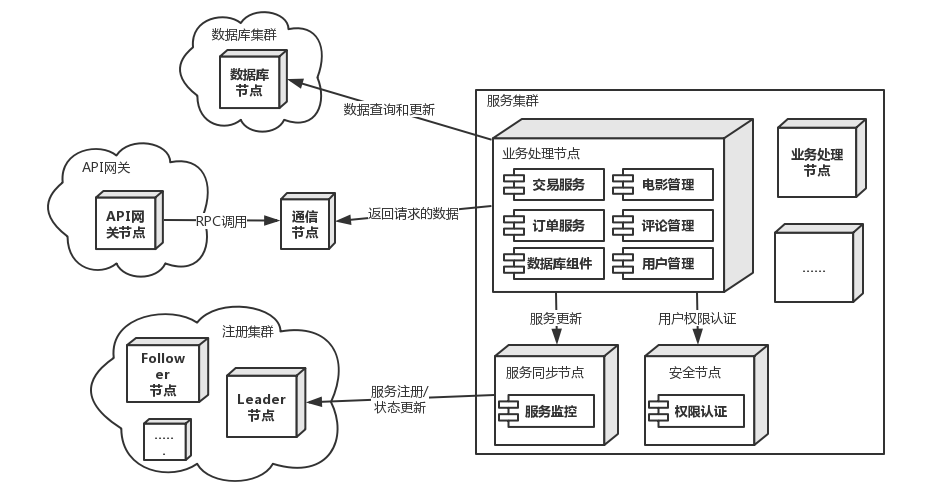 数据库集群
数据库
节点
数据查询和更新
服务集群
业务处理节点
交易服务
电影管理
订单服务
评论管理
数据库组件
用户管理
业务处理
节点
......
API网关
API网
关节点
RPC调用
通信
节点
返回请求的数据
服务更新
用户权限认证
注册集群
Follow
er
节点
Leader
节点
.....
.
服务注册/
状态更新
服务同步节点
服务监控
安全节点
权限认证